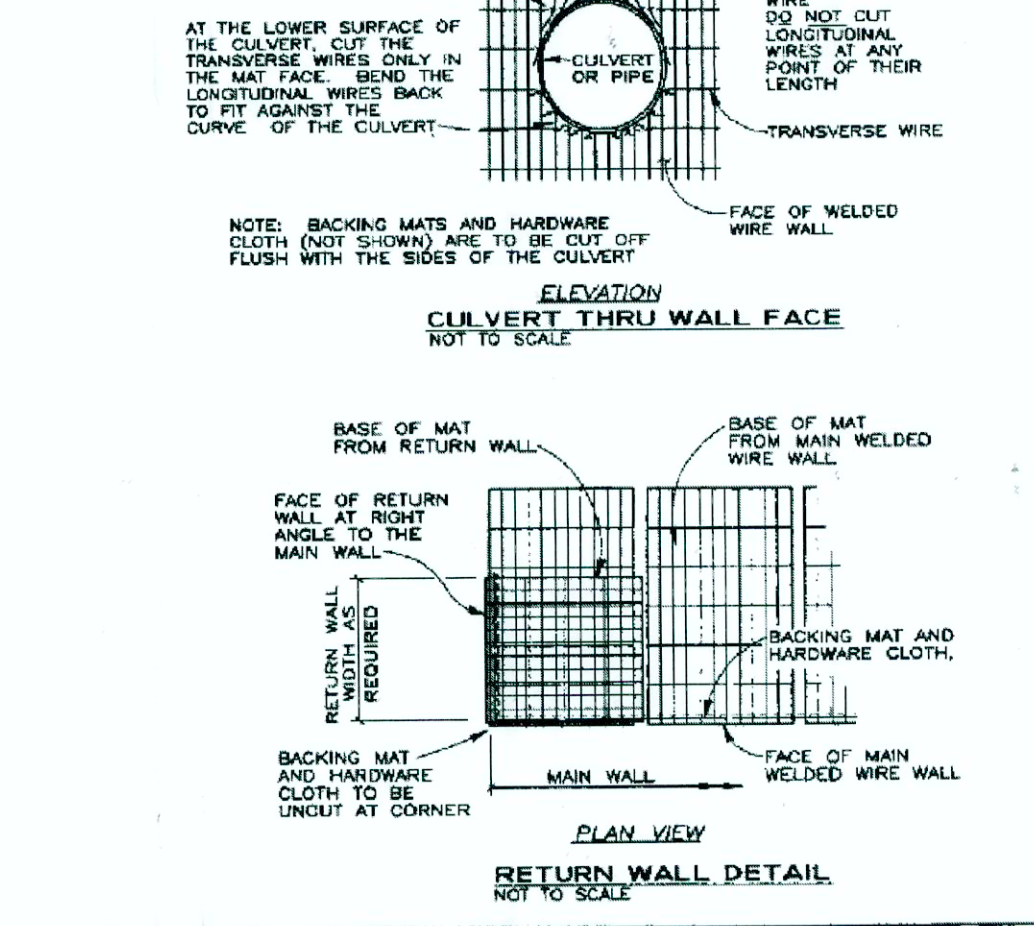 AT THE LOWER SURFACE OF
THE CULVERT, CUT THE
TRANSVERSE WIRES ONLY IN
THE MAT FACE. BEND THE
LONGITUDINAL WIRES BACK
TO FIT AGAINST THE
CURVE OF THE CULVERT
CULVERT
OR PIPE
WIRE
DO NOT CUT
LONGITUDINAL
WIRES AT ANY
POINT OF THEIR
LENGTH
TRANSVERSE WIRE
FACE OF WELDED
WIRE WALL
NOTE: BACKING MATS AND HARDWARE
CLOTH (NOT SHOWN) ARE TO BE CUT OFF
FLUSH WITH THE SIDES OF THE CULVERT
ELEVATION
CULVERT THRU WALL FACE
NOT TO SCALE
BASE OF MAT
FROM RETURN WALL
BASE OF MAT
FROM MAIN WELDED
WIRE WALL
FACE OF RETURN
WALL AT RIGHT
ANGLE TO THE
MAIN WALL
RETURN WALL
WIDTH AS
REQUIRED
BACKING MAT AND
HARDWARE CLOTH,
BACKING MAT
AND HARDWARE
CLOTH TO BE
UNCUT AT CORNER
MAIN WALL
FACE OF MAIN
WELDED WIRE WALL
PLAN VIEW
RETURN WALL DETAIL
NOT TO SCALE